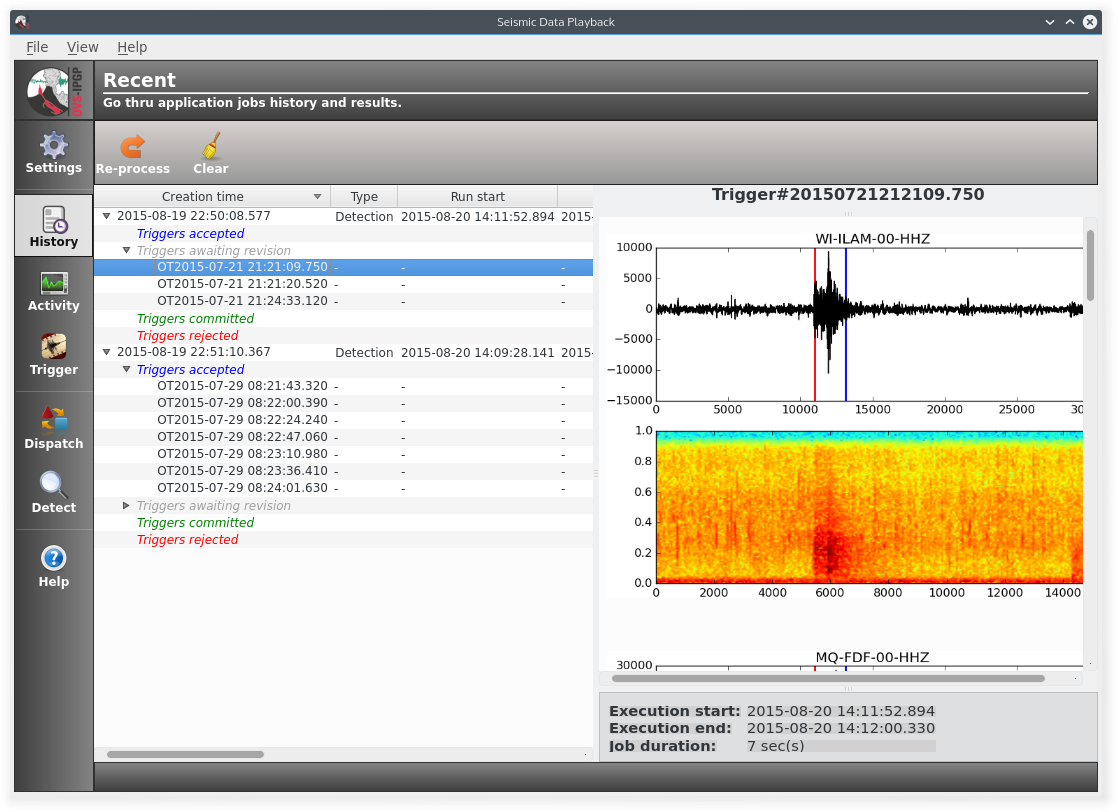 Seismic Data Playback
File View Help
OVS-IPGP
Recent
Go thru application jobs history and results.
Settings
History
Activity
Trigger
Dispatch
Detect
Help
Re-process Clear
Creation time Type Run start
2015-08-19 22:50:08.577 Detection 2015-08-20 14:11:52.894 2015-
Triggers accepted
Triggers awaiting revision
OT2015-07-21 21:21:09.750 - - -
OT2015-07-21 21:21:20.520 - - -
OT2015-07-21 21:24:33.120 - - -
Triggers committed
Triggers rejected
2015-08-19 22:51:10.367 Detection 2015-08-20 14:09:28.141 2015-
Triggers accepted
OT2015-07-29 08:21:43.320 - - -
OT2015-07-29 08:22:00.390 - - -
OT2015-07-29 08:22:24.240 - - -
OT2015-07-29 08:22:47.060 - - -
OT2015-07-29 08:23:10.980 - - -
OT2015-07-29 08:23:36.410 - - -
OT2015-07-29 08:24:01.630 - - -
Triggers awaiting revision
Triggers committed
Triggers rejected
Trigger#20150721212109.750
WI-ILAM-00-HHZ
10000
5000
0
−5000
−10000
−15000
0 5000 10000 15000 20000 25000 30
1.0
0.8
0.6
0.4
0.2
0.0
0 2000 4000 6000 8000 10000 12000 14000
MQ-FDF-00-HHZ
30000
Execution start: 2015-08-20 14:11:52.894
Execution end: 2015-08-20 14:12:00.330
Job duration: 7 sec(s)